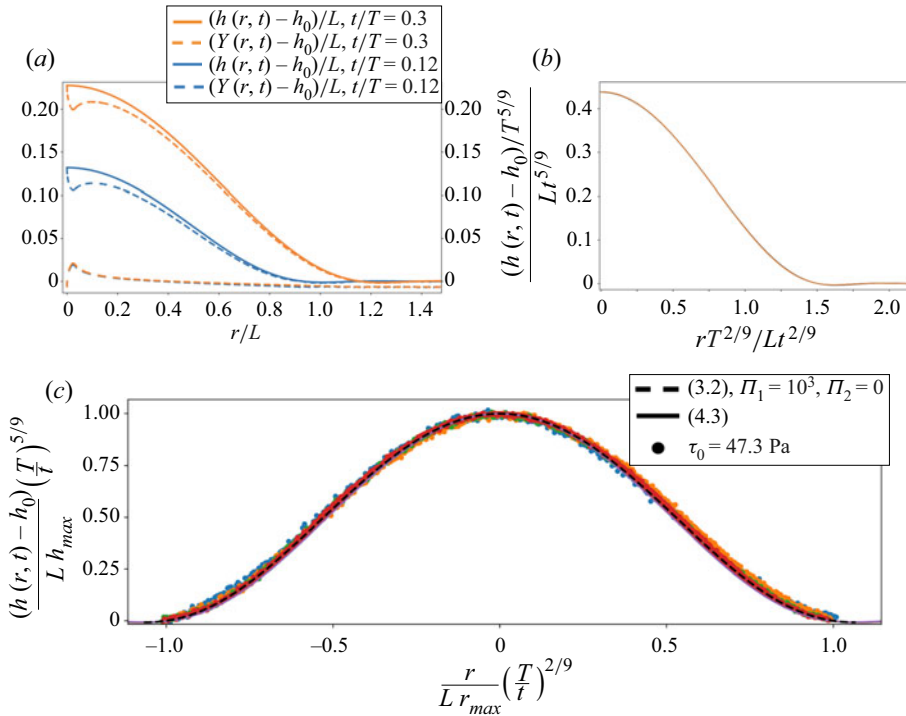 (h (r, t) – h₀)/L, t/T = 0.3
(Y (r, t) – h₀)/L, t/T = 0.3
(h (r, t) – h₀)/L, t/T = 0.12
(Y (r, t) – h₀)/L, t/T = 0.12
(a)
0.20
0.15
0.10
0.05
0
0.20
0.15
0.10
0.05
0
0
0.2
0.4
0.6
0.8
1.0
1.2
1.4
r/L
(b)
(h (r, t) – h₀)/T^{5/9}
Lt^{5/9}
0.4
0.3
0.2
0.1
0
0
0.5
1.0
1.5
2.0
rT^{2/9}/Lt^{2/9}
(c)
(3.2), Π₁ = 10³, Π₂ = 0
(4.3)
τ₀ = 47.3 Pa
(h (r, t) – h₀) (T/t)^{5/9}
L h_{max}
1.00
0.75
0.50
0.25
0
–1.0
–0.5
0
0.5
1.0
r/(L r_{max}) (T/t)^{2/9}